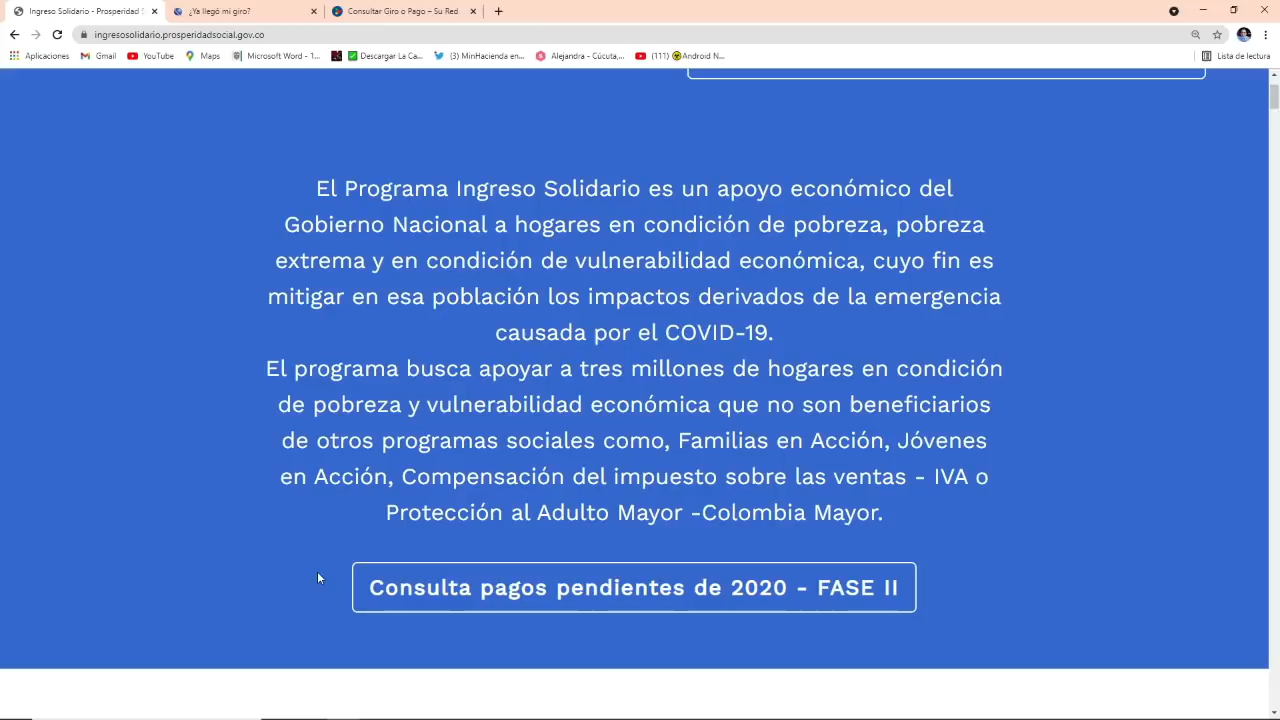 Ingreso Solidario - Prosperidad S
¿Ya llegó mi giro?
Consultar Giro o Pago – Su Red
ingresosolidario.prosperidadsocial.gov.co
Aplicaciones
Gmail
YouTube
Maps
Microsoft Word - 1...
Descargar La Ca...
(3) MinHacienda en...
Alejandra - Cúcuta,...
(111) Android N...
Lista de lectura
El Programa Ingreso Solidario es un apoyo económico del
Gobierno Nacional a hogares en condición de pobreza, pobreza
extrema y en condición de vulnerabilidad económica, cuyo fin es
mitigar en esa población los impactos derivados de la emergencia
causada por el COVID-19.
El programa busca apoyar a tres millones de hogares en condición
de pobreza y vulnerabilidad económica que no son beneficiarios
de otros programas sociales como, Familias en Acción, Jóvenes
en Acción, Compensación del impuesto sobre las ventas - IVA o
Protección al Adulto Mayor -Colombia Mayor.
Consulta pagos pendientes de 2020 - FASE II